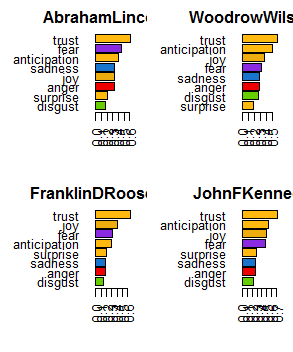 AbrahamLinc
trust
fear
anticipation
sadness
joy
anger
surprise
disgust
WoodrowWils
trust
anticipation
joy
fear
sadness
anger
disgust
surprise
FranklinDRoose
trust
joy
fear
anticipation
surprise
sadness
anger
disgust
JohnFKenne
trust
anticipation
joy
fear
surprise
sadness
anger
disgust